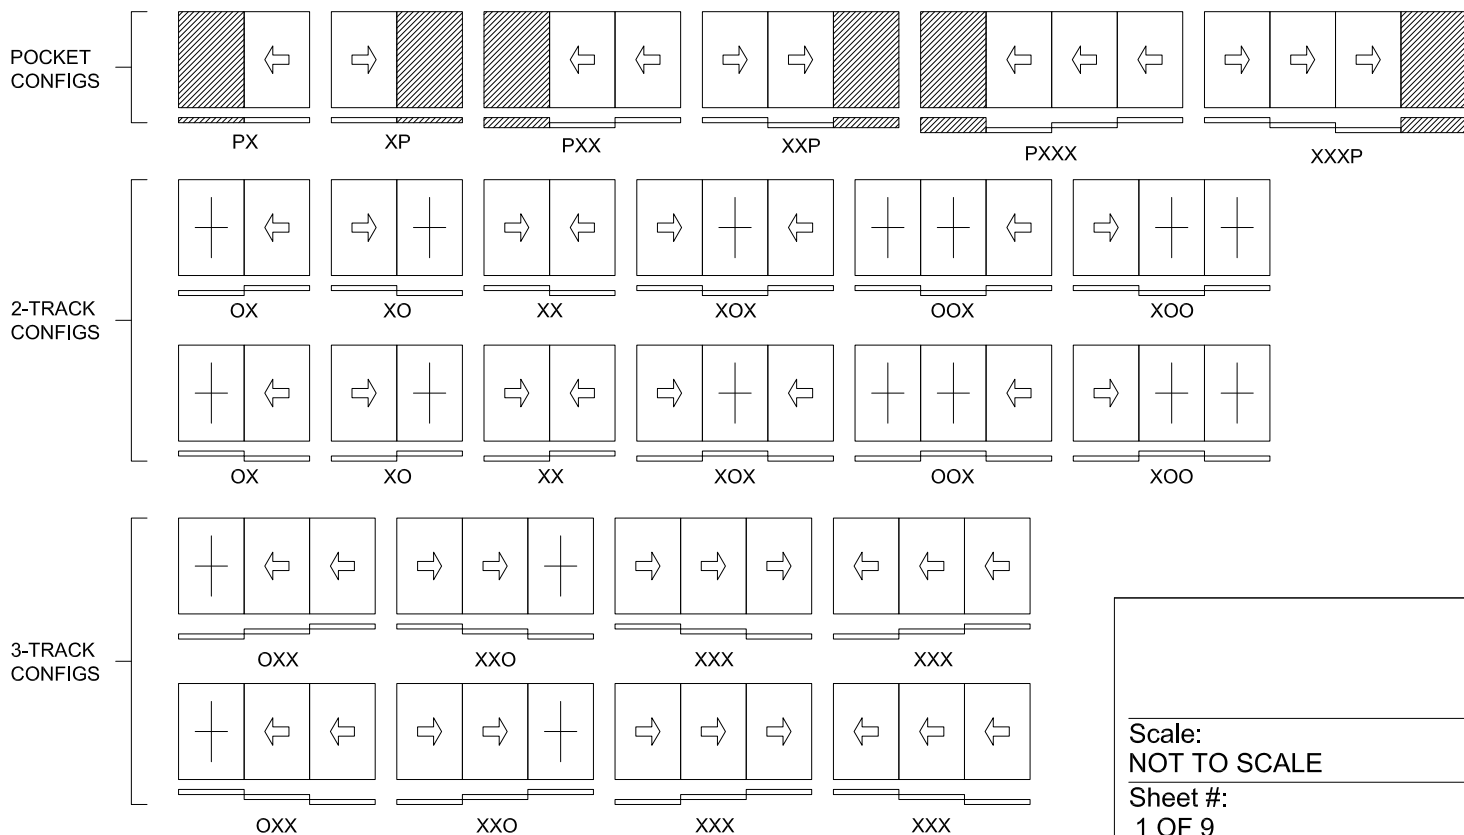 POCKET
CONFIGS
PX XP PXX XXP PXXX XXXP
2-TRACK
CONFIGS
OX XO XX XOX OOX XOO
OX XO XX XOX OOX XOO
3-TRACK
CONFIGS
OXX XXO XXX XXX
OXX XXO XXX XXX
Scale:
NOT TO SCALE
Sheet #:
1 OF 9